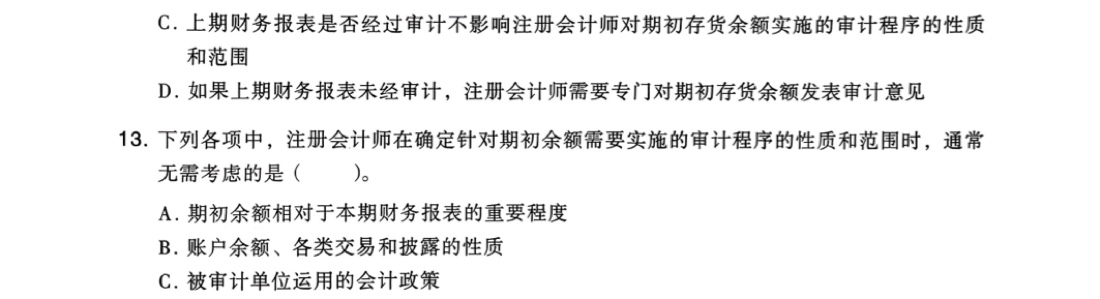 C. 上期财务报表是否经过审计不影响注册会计师对期初存货余额实施的审计程序的性质
和范围
D. 如果上期财务报表未经审计，注册会计师需要专门对期初存货余额发表审计意见
13. 下列各项中，注册会计师在确定针对期初余额需要实施的审计程序的性质和范围时，通常
无需考虑的是（　　）。
A. 期初余额相对于本期财务报表的重要程度
B. 账户余额、各类交易和披露的性质
C. 被审计单位运用的会计政策